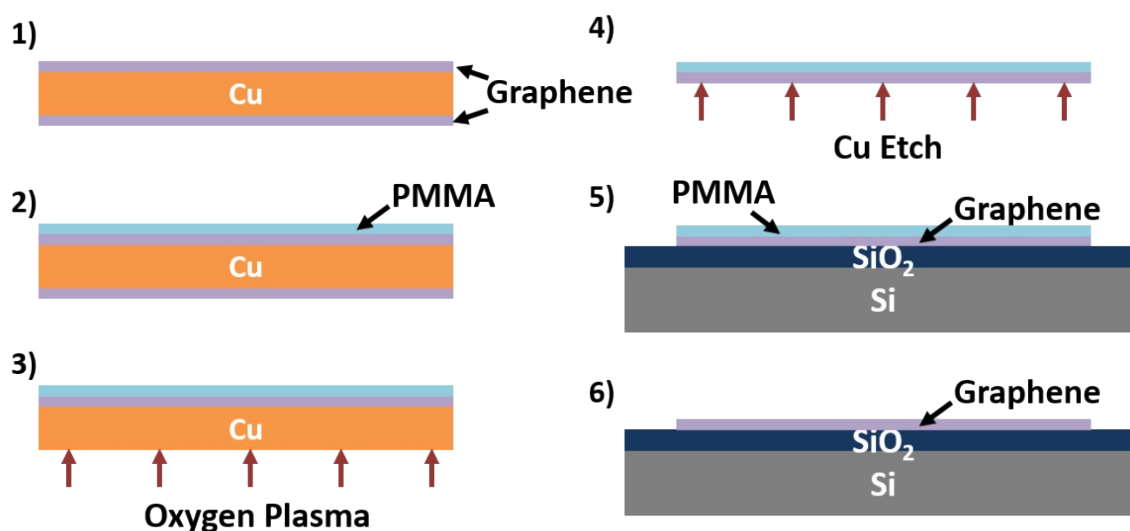 1)
Cu
Graphene
2)
PMMA
Cu
3)
Cu
Oxygen Plasma
4)
Cu Etch
5)
PMMA
Graphene
SiO₂
Si
6)
Graphene
SiO₂
Si